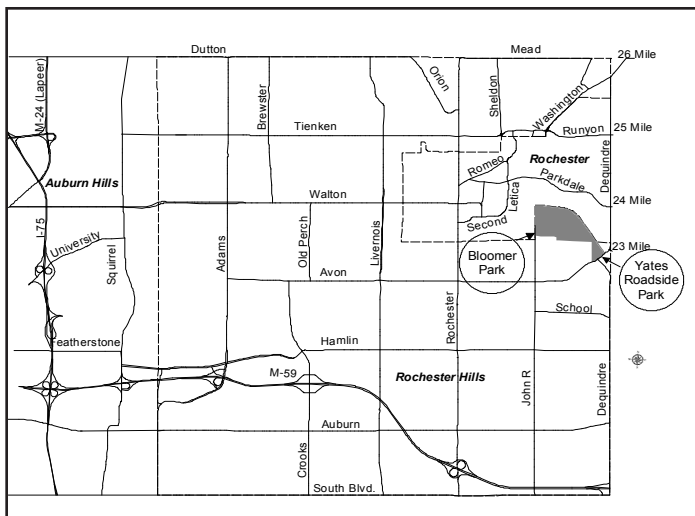 Dutton
Mead
26 Mile
M-24 (Lapeer)
Brewster
Orion
Sheldon
Washington
Tienken
Runyon
25 Mile
Romeo
Rochester
Dequindre
Auburn Hills
Parkdale
Letica
Walton
24 Mile
Second
I-75
University
Squirrel
Adams
Old Perch
Livernois
Bloomer
Park
23 Mile
Yates
Roadside
Park
Avon
Rochester
School
Featherstone
Hamlin
M-59
Rochester Hills
John R
Dequindre
Auburn
Crooks
South Blvd.